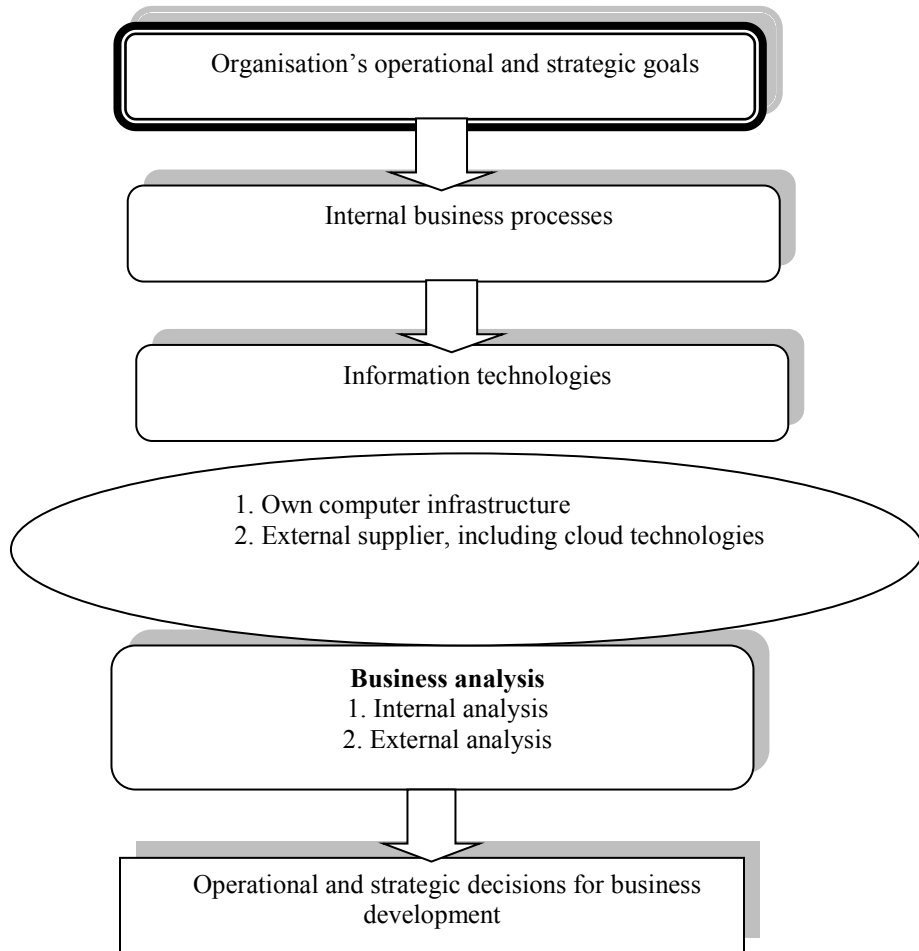 Organisation’s operational and strategic goals
Internal business processes
Information technologies
1. Own computer infrastructure
2. External supplier, including cloud technologies
Business analysis
1. Internal analysis
2. External analysis
Operational and strategic decisions for business
development